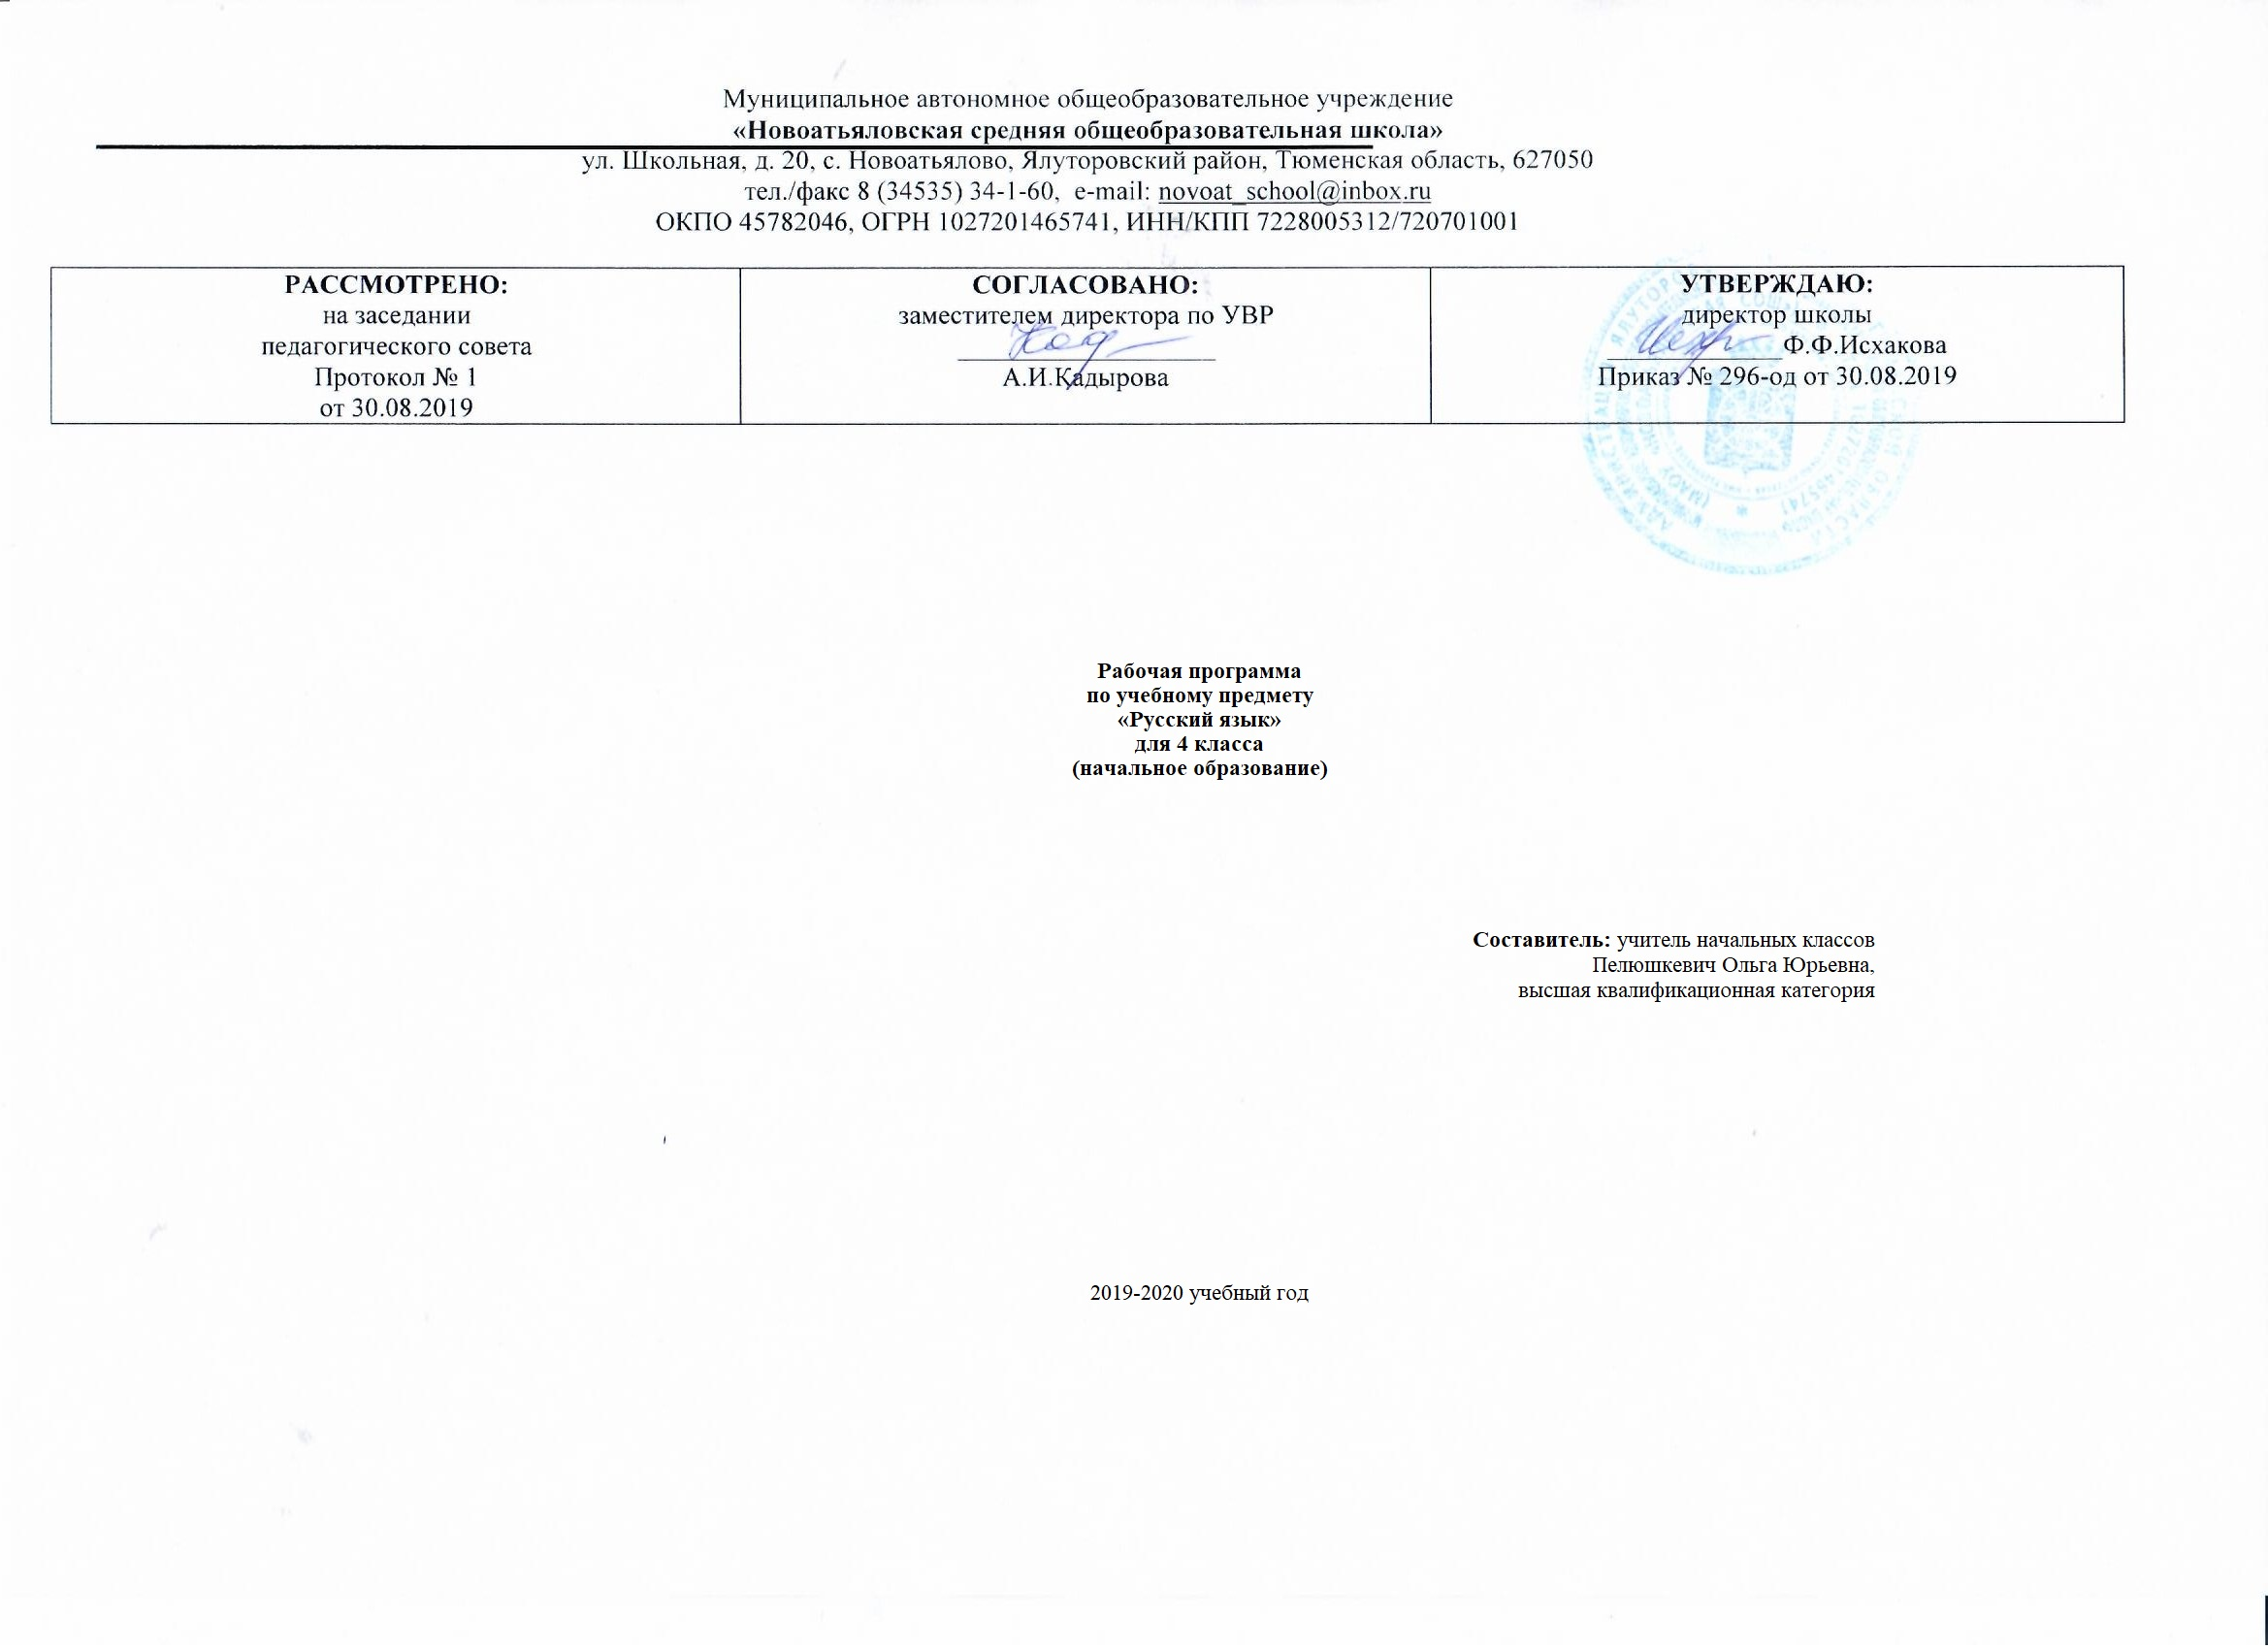 Муниципальное автономное общеобразовательное учреждение
«Новоатьяловская средняя общеобразовательная школа»
ул. Школьная, д. 20, с. Новоатьялово, Ялуторовский район, Тюменская область, 627050
тел./факс 8 (34535) 34-1-60, e-mail: novoat_school@inbox.ru
ОКПО 45782046, ОГРН 1027201465741, ИНН/КПП 7228005312/720701001
РАССМОТРЕНО:
на заседании
педагогического совета
Протокол № 1
от 30.08.2019
СОГЛАСОВАНО:
заместителем директора по УВР
А.И.Кадырова
УТВЕРЖДАЮ:
директор школы
Ф.Ф.Исхакова
Приказ № 296-од от 30.08.2019
Рабочая программа
по учебному предмету
«Русский язык»
для 4 класса
(начальное образование)
Составитель: учитель начальных классов
Пелюшкевич Ольга Юрьевна,
высшая квалификационная категория
2019-2020 учебный год